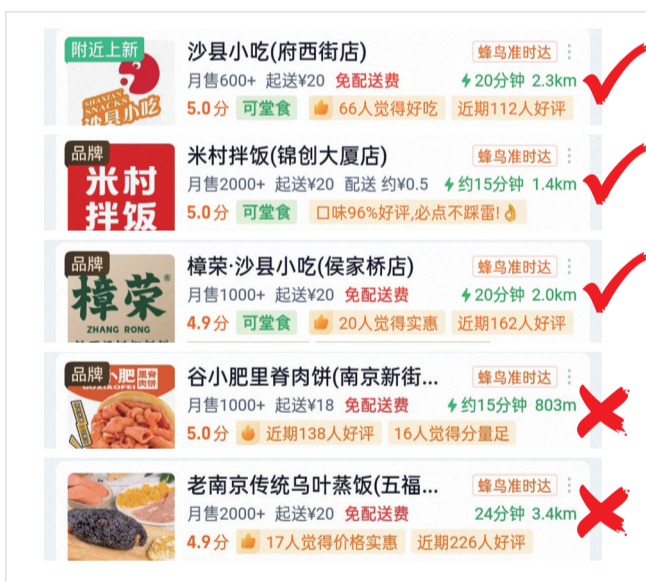 附近上新
沙县小吃(府西街店)
蜂鸟准时达
月售600+ 起送¥20 免配送费
20分钟 2.3km
SHAXIAN
SNACKS
沙县小吃
5.0分 可堂食 66人觉得好吃 近期112人好评
品牌
米村
拌饭
米村拌饭(锦创大厦店)
蜂鸟准时达
月售2000+ 起送¥20 配送 约¥0.5
约15分钟 1.4km
5.0分 可堂食 口味96%好评,必点不踩雷!👌
品牌
樟荣®
ZHANG RONG
樟荣·沙县小吃(侯家桥店)
蜂鸟准时达
月售1000+ 起送¥20 免配送费
20分钟 2.0km
4.9分 可堂食 20人觉得实惠 近期162人好评
品牌
小肥
里脊
肉饼
谷小肥里脊肉饼(南京新街...
蜂鸟准时达
月售1000+ 起送¥18 免配送费
约15分钟 803m
5.0分 近期138人好评 16人觉得分量足
老南京传统乌叶蒸饭(五福...
蜂鸟准时达
月售2000+ 起送¥20 免配送费
24分钟 3.4km
4.9分 17人觉得价格实惠 近期226人好评